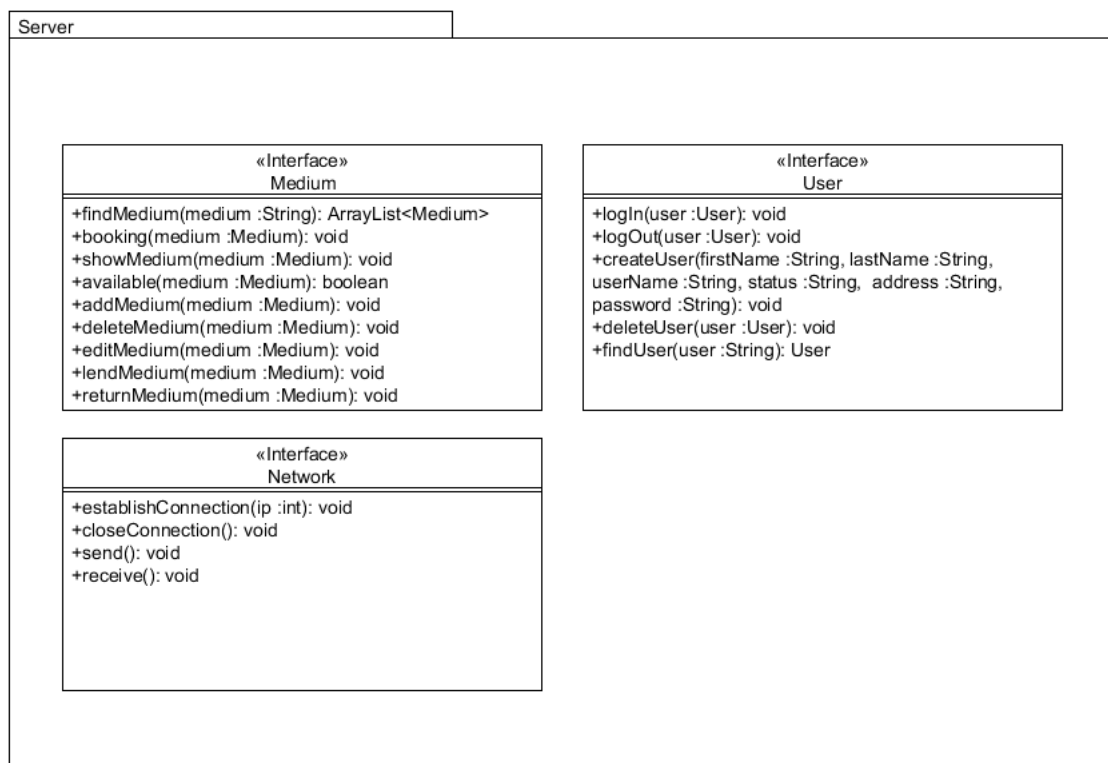 Server
«Interface»
Medium
+findMedium(medium :String): ArrayList<Medium>
+booking(medium :Medium): void
+showMedium(medium :Medium): void
+available(medium :Medium): boolean
+addMedium(medium :Medium): void
+deleteMedium(medium :Medium): void
+editMedium(medium :Medium): void
+lendMedium(medium :Medium): void
+returnMedium(medium :Medium): void
«Interface»
User
+logIn(user :User): void
+logOut(user :User): void
+createUser(firstName :String, lastName :String,
userName :String, status :String,  address :String,
password :String): void
+deleteUser(user :User): void
+findUser(user :String): User
«Interface»
Network
+establishConnection(ip :int): void
+closeConnection(): void
+send(): void
+receive(): void